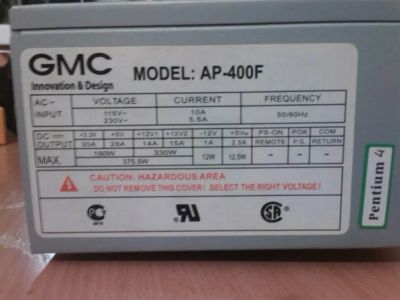 GMC
Innovation & Design
MODEL: AP-400F
AC~ INPUT VOLTAGE CURRENT FREQUENCY
115V~ 10A 50/60Hz
230V~ 5.5A
DC OUTPUT +3.3V +5V +12V1 +12V2 -12V +5V PS-ON POK COM
30A 28A 14A 15A 1A 2.5A REMOTE P.G. RETURN
MAX. 150W 330W 12W 12.5W - - -
375.5W
CAUTION: HAZARDOUS AREA
DO NOT REMOVE THIS COVER! SELECT THE RIGHT VOLTAGE!
Pentium 4